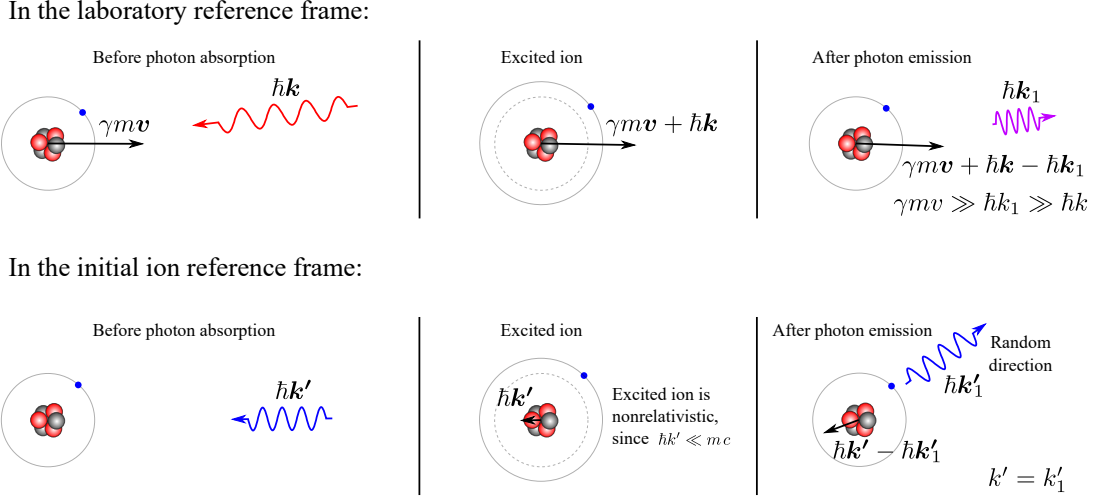 In the laboratory reference frame:
Before photon absorption
ħk
γmv
Excited ion
γmv + ħk
After photon emission
ħk₁
γmv + ħk − ħk₁
γmv ≫ ħk₁ ≫ ħk
In the initial ion reference frame:
Before photon absorption
ħk′
Excited ion
ħk′
Excited ion is
nonrelativistic,
since ħk′ ≪ mc
After photon emission
Random
direction
ħk′₁
ħk′ − ħk′₁
k′ = k′₁